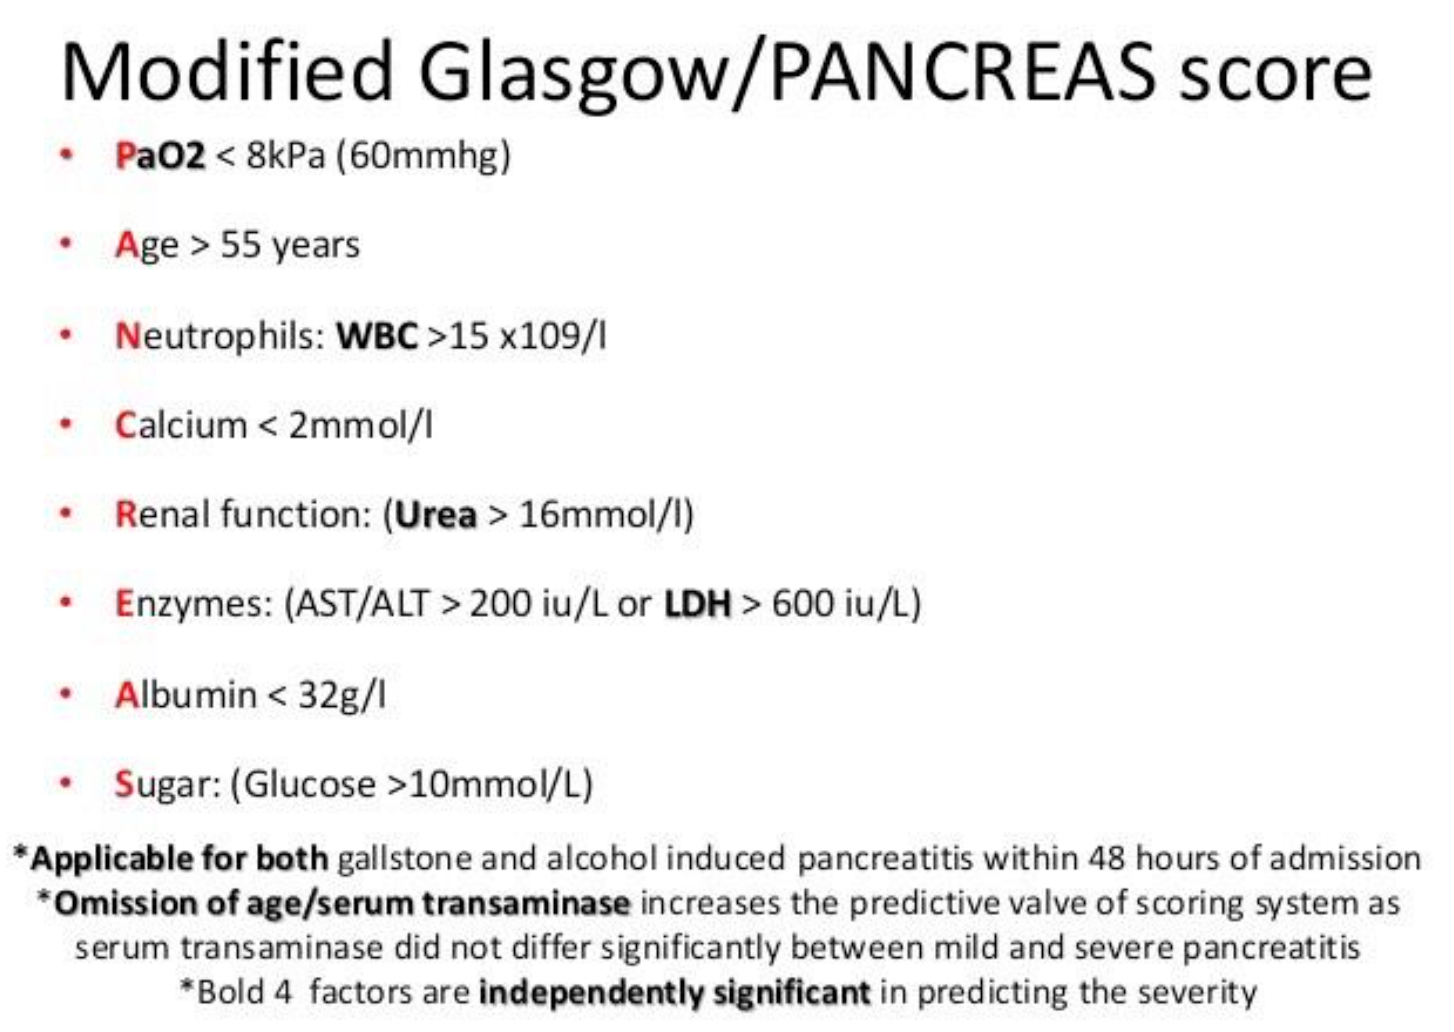 Modified Glasgow/PANCREAS score
• PaO2 < 8kPa (60mmhg)
• Age > 55 years
• Neutrophils: WBC >15 x109/l
• Calcium < 2mmol/l
• Renal function: (Urea > 16mmol/l)
• Enzymes: (AST/ALT > 200 iu/L or LDH > 600 iu/L)
• Albumin < 32g/l
• Sugar: (Glucose >10mmol/L)
*Applicable for both gallstone and alcohol induced pancreatitis within 48 hours of admission
*Omission of age/serum transaminase increases the predictive valve of scoring system as
serum transaminase did not differ significantly between mild and severe pancreatitis
*Bold 4 factors are independently significant in predicting the severity